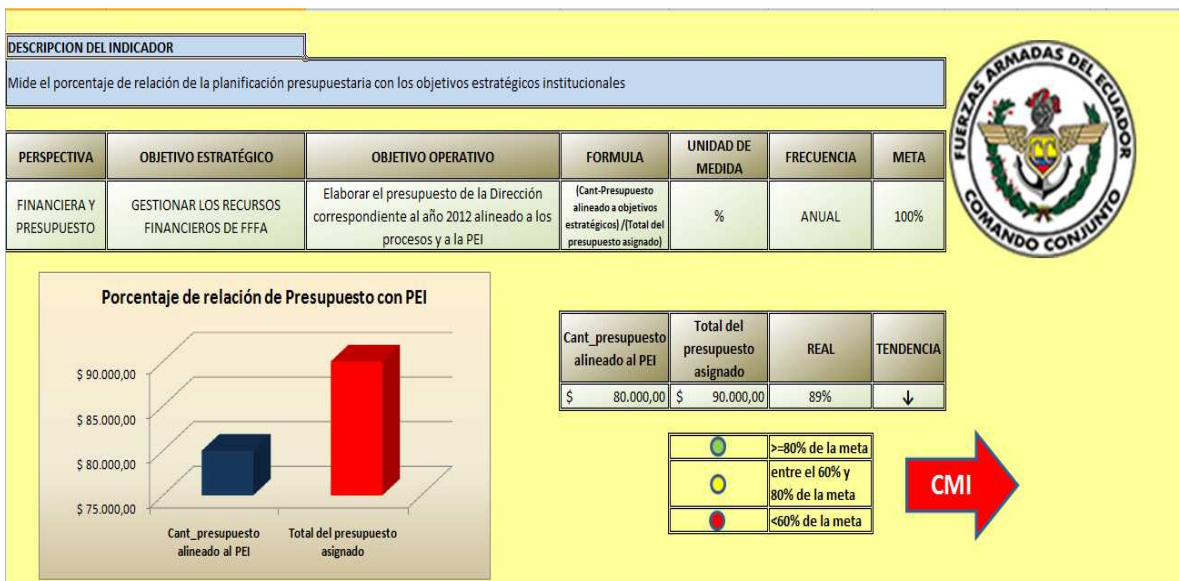 DESCRIPCION DEL INDICADOR
Mide el porcentaje de relación de la planificación presupuestaria con los objetivos estratégicos institucionales
FUERZAS ARMADAS DEL ECUADOR
COMANDO CONJUNTO
PERSPECTIVA
OBJETIVO ESTRATÉGICO
OBJETIVO OPERATIVO
FORMULA
UNIDAD DE
MEDIDA
FRECUENCIA
META
FINANCIERA Y
PRESUPUESTO
GESTIONAR LOS RECURSOS
FINANCIEROS DE FFFA
Elaborar el presupuesto de la Dirección
correspondiente al año 2012 alineado a los
procesos y a la PEI
(Cant-Presupuesto
alineado a objetivos
estratégicos) /(Total del
presupuesto asignado)
%
ANUAL
100%
Porcentaje de relación de Presupuesto con PEI
$ 90.000,00
$ 85.000,00
$ 80.000,00
$ 75.000,00
Cant_presupuesto
alineado al PEI
Total del presupuesto
asignado
Cant_presupuesto
alineado al PEI
Total del
presupuesto
asignado
REAL
TENDENCIA
$ 80.000,00
$ 90.000,00
89%
↓
>=80% de la meta
entre el 60% y
80% de la meta
<60% de la meta
CMI